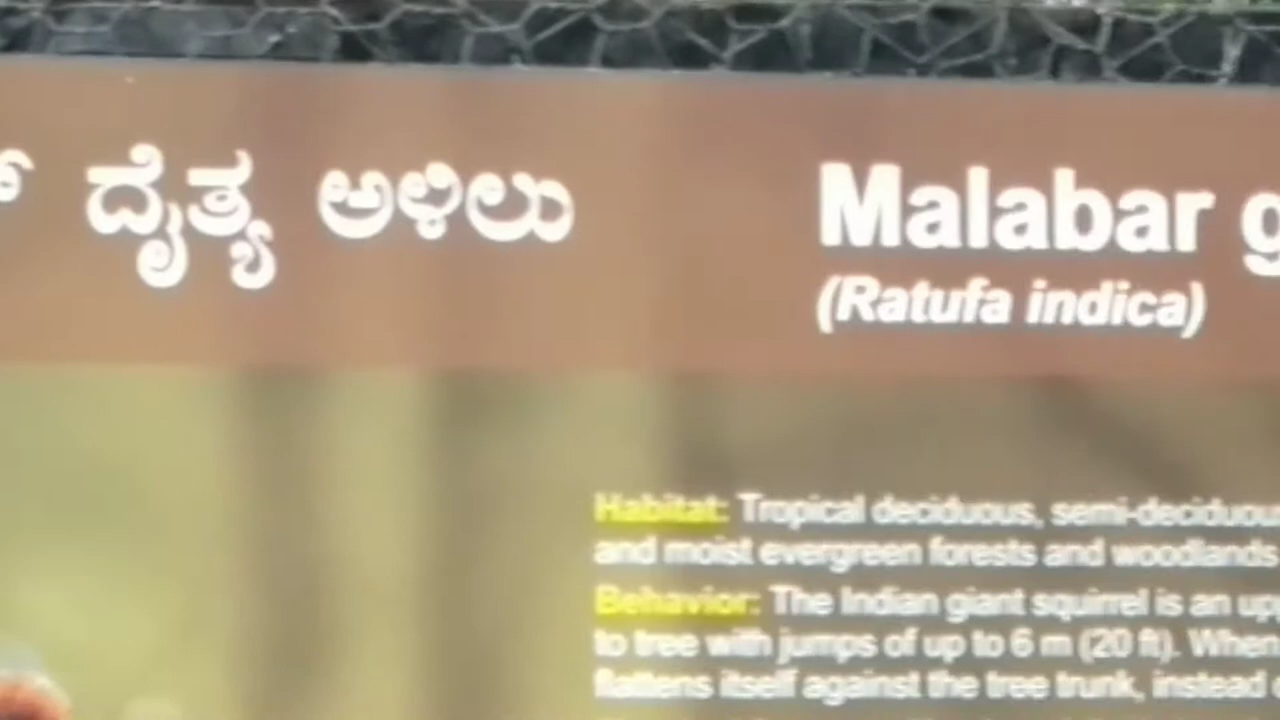 ದೈತ್ಯ ಅಳಿಲು
Malabar
(Ratufa indica)
Habitat: Tropical deciduous,
and moist evergreen forests and woodlands
Behavior: The Indian giant squirrel is an
to tree with jumps of up to 6 m (20 ft). When
flattens itself against the tree trunk, instead